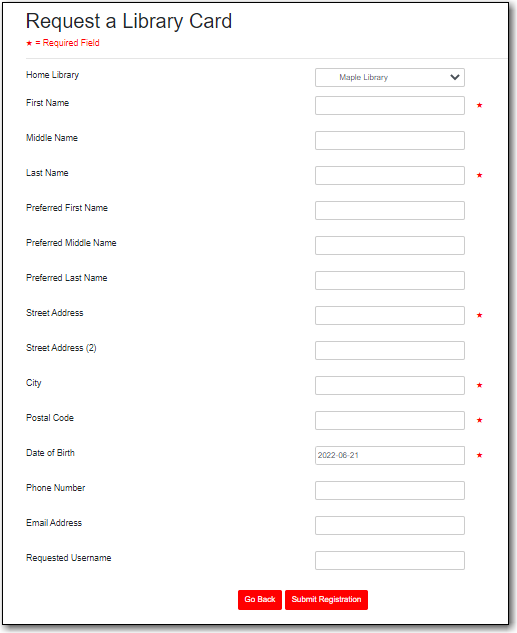 Request a Library Card
★ = Required Field
Home Library Maple Library
First Name ★
Middle Name
Last Name ★
Preferred First Name
Preferred Middle Name
Preferred Last Name
Street Address ★
Street Address (2)
City ★
Postal Code ★
Date of Birth 2022-06-21 ★
Phone Number
Email Address
Requested Username
Go Back Submit Registration